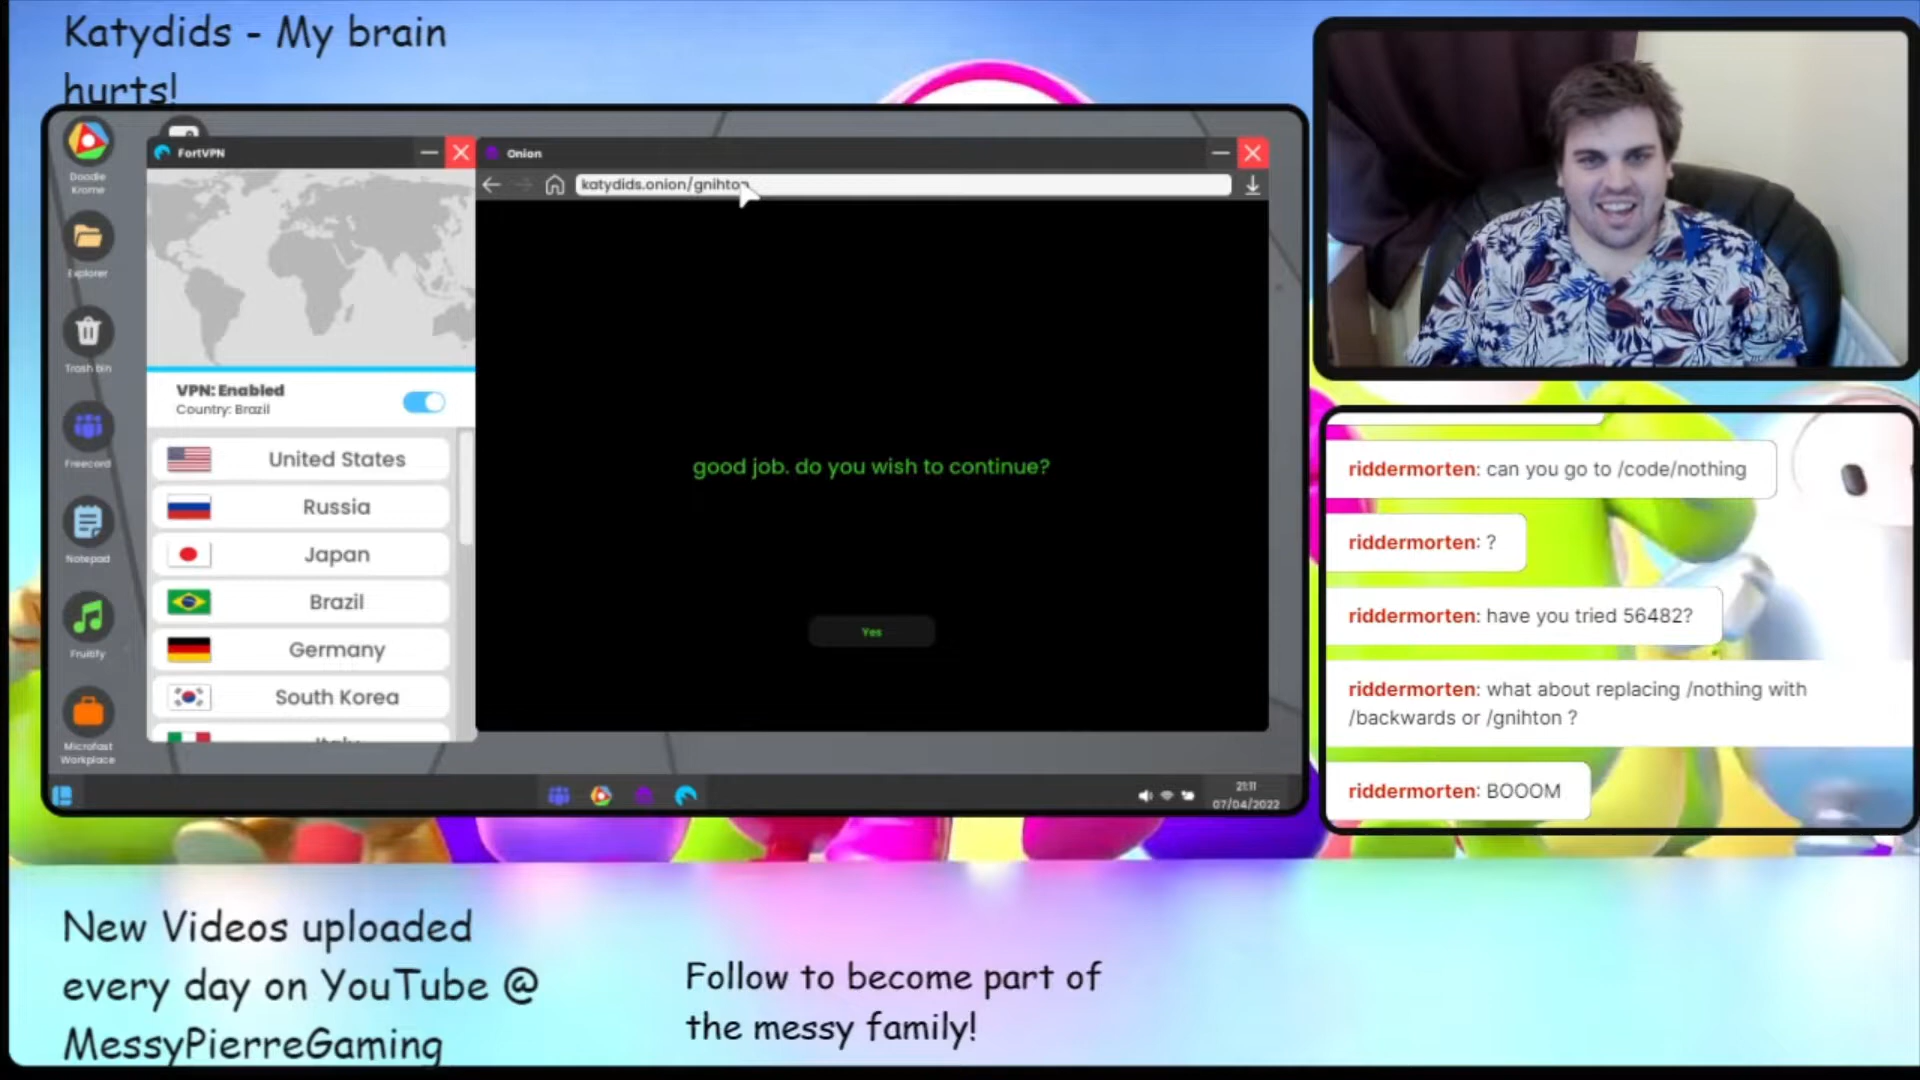 Katydids - My brain
hurts!
Doodle
Krome
Explorer
Trash bin
Freecord
Notepad
Fruitify
Microfast
Workplace
FortVPN
VPN: Enabled
Country: Brazil
United States
Russia
Japan
Brazil
Germany
South Korea
Italy
Onion
katydids.onion/gnihton
good job. do you wish to continue?
Yes
21:11
07/04/2022
riddermorten: can you go to /code/nothing
riddermorten: ?
riddermorten: have you tried 56482?
riddermorten: what about replacing /nothing with
/backwards or /gnihton ?
riddermorten: BOOOM
New Videos uploaded
every day on YouTube @
MessyPierreGaming
Follow to become part of
the messy family!